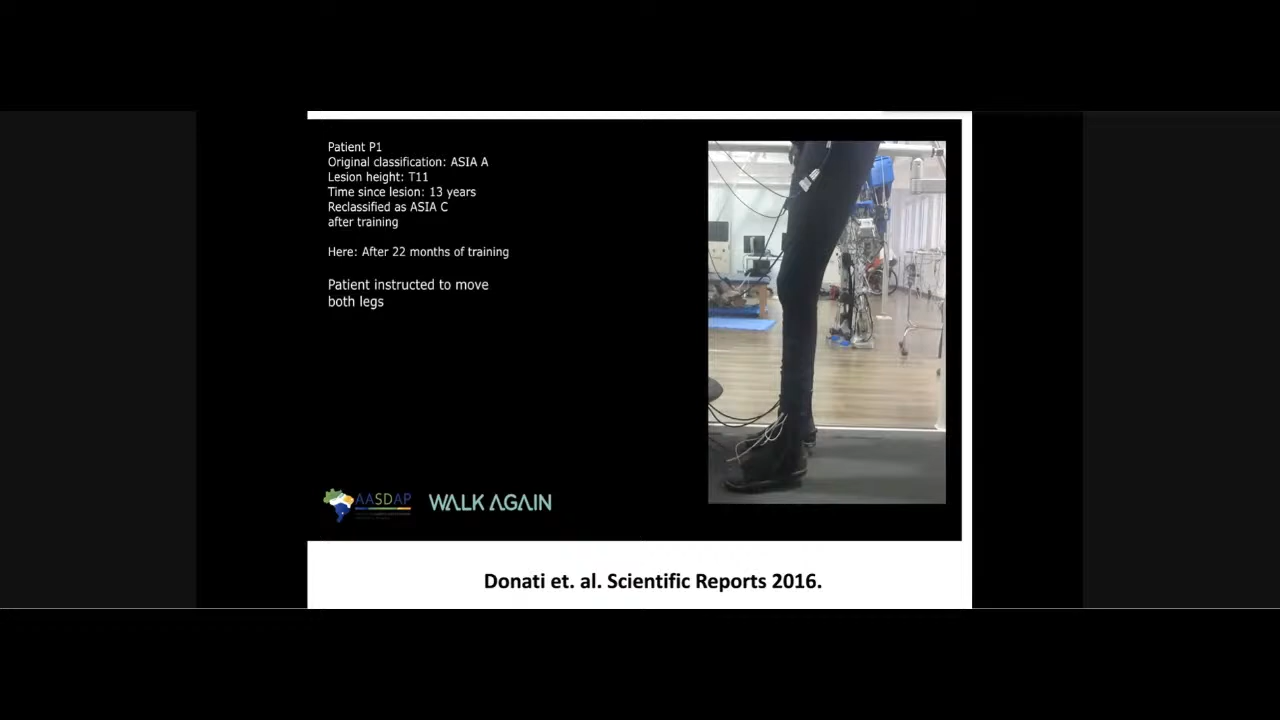 Patient P1
Original classification: ASIA A
Lesion height: T11
Time since lesion: 13 years
Reclassified as ASIA C
after training
Here: After 22 months of training
Patient instructed to move
both legs
AASDAP
WALK AGAIN
Donati et. al. Scientific Reports 2016.